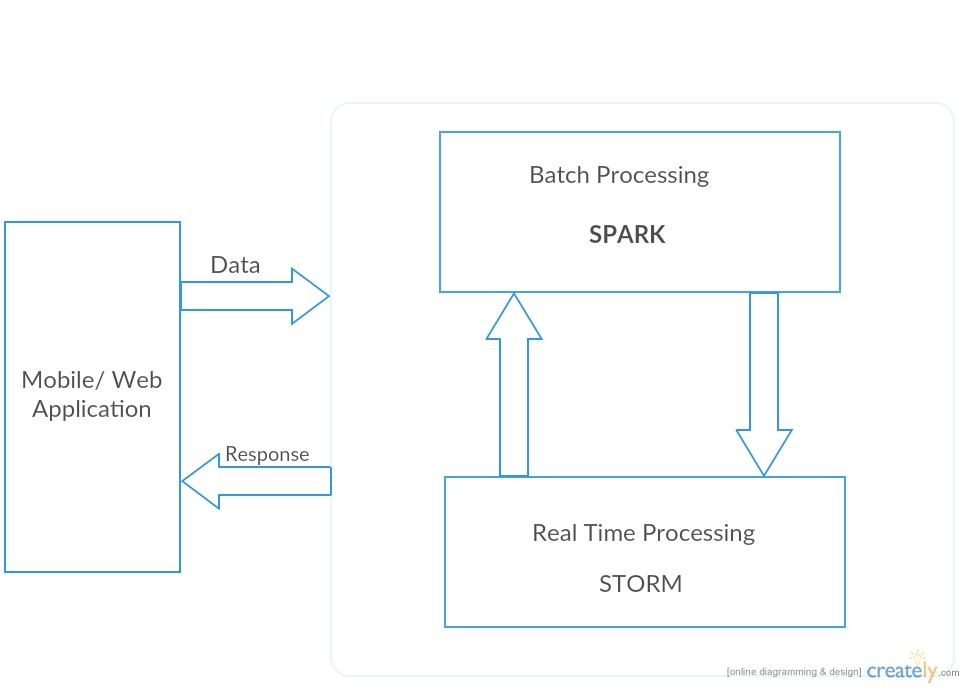 Batch Processing
SPARK
Data
Mobile/ Web
Application
Response
Real Time Processing
STORM
[online diagramming & design] creately.com